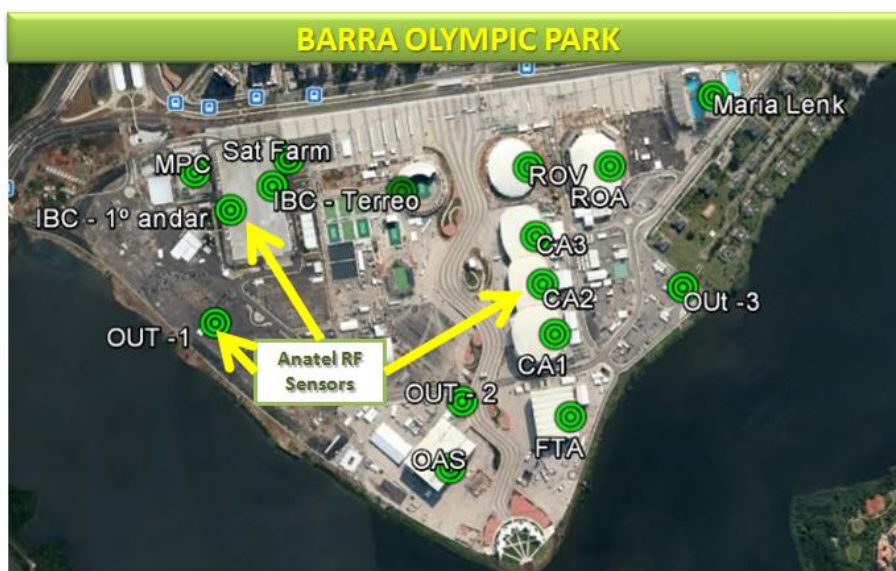 BARRA OLYMPIC PARK
Maria Lenk
MPC
Sat Farm
IBC - Terreo
ROV
ROA
IBC - 1º andar
CA3
CA2
OUt -3
OUT -1
Anatel RF
Sensors
CA1
OUT - 2
FTA
OAS